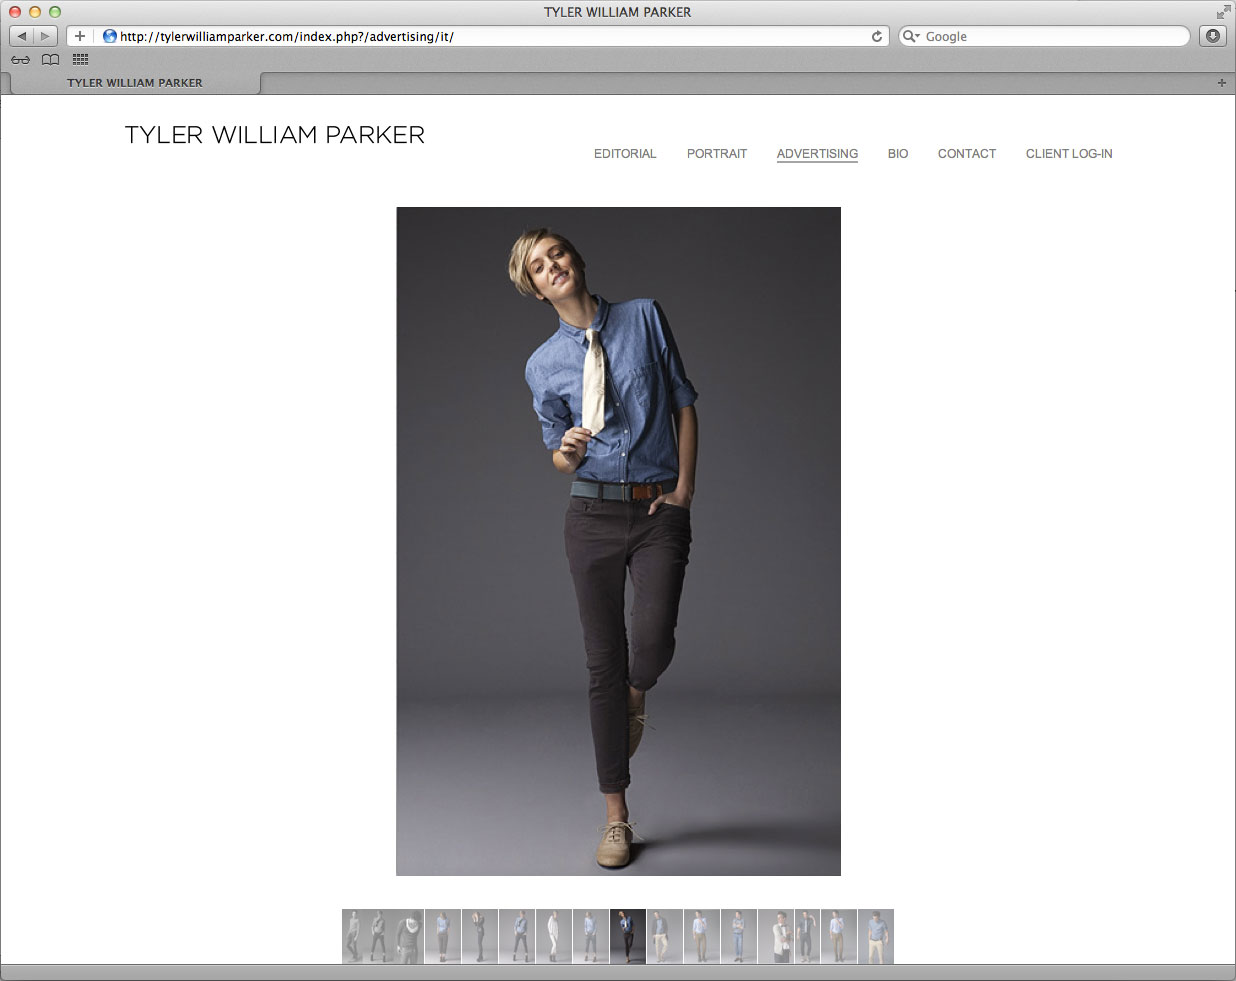 TYLER WILLIAM PARKER
http://tylerwilliamparker.com/index.php?/advertising/it/
Google
TYLER WILLIAM PARKER
TYLER WILLIAM PARKER
EDITORIAL PORTRAIT ADVERTISING BIO CONTACT CLIENT LOG-IN